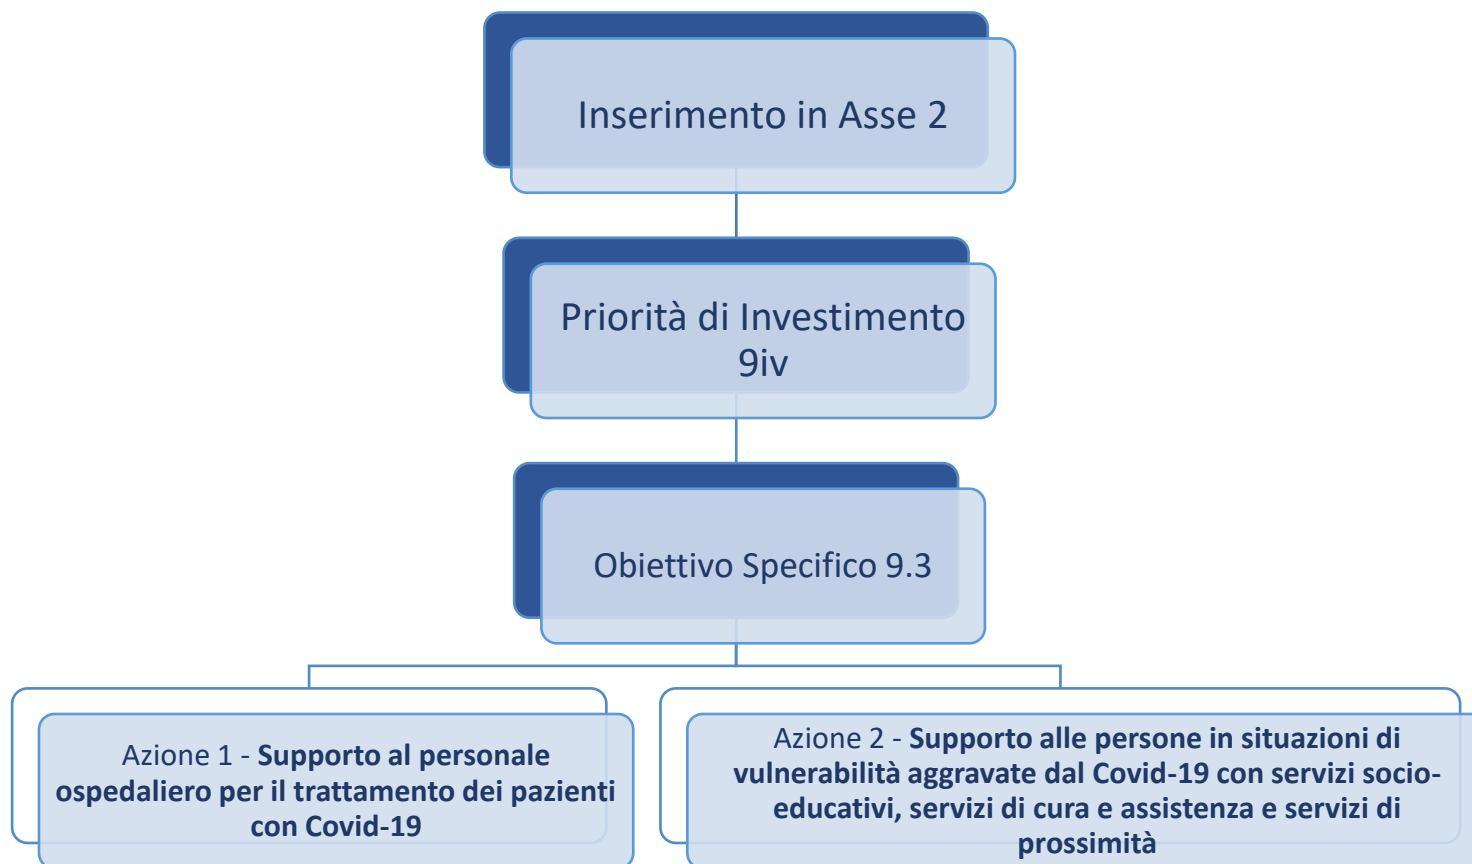 Inserimento in Asse 2
Priorità di Investimento
9iv
Obiettivo Specifico 9.3
Azione 1 - Supporto al personale
ospedaliero per il trattamento dei pazienti
con Covid-19
Azione 2 - Supporto alle persone in situazioni di
vulnerabilità aggravate dal Covid-19 con servizi socio-
educativi, servizi di cura e assistenza e servizi di
prossimità